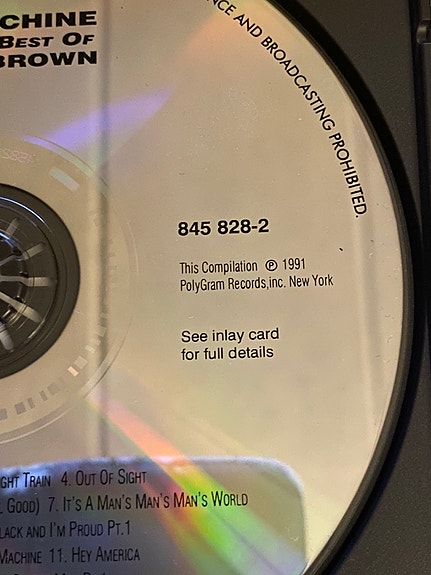 CHINE
BEST OF
BROWN
CE AND BROADCASTING PROHIBITED.
845 828-2
This Compilation ℗ 1991
PolyGram Records,inc. New York
See inlay card
for full details
GHT TRAIN 4. OUT OF SIGHT
GOOD) 7. IT'S A MAN'S MAN'S MAN'S WORLD
LACK AND I'M PROUD PT.1
MACHINE 11. HEY AMERICA